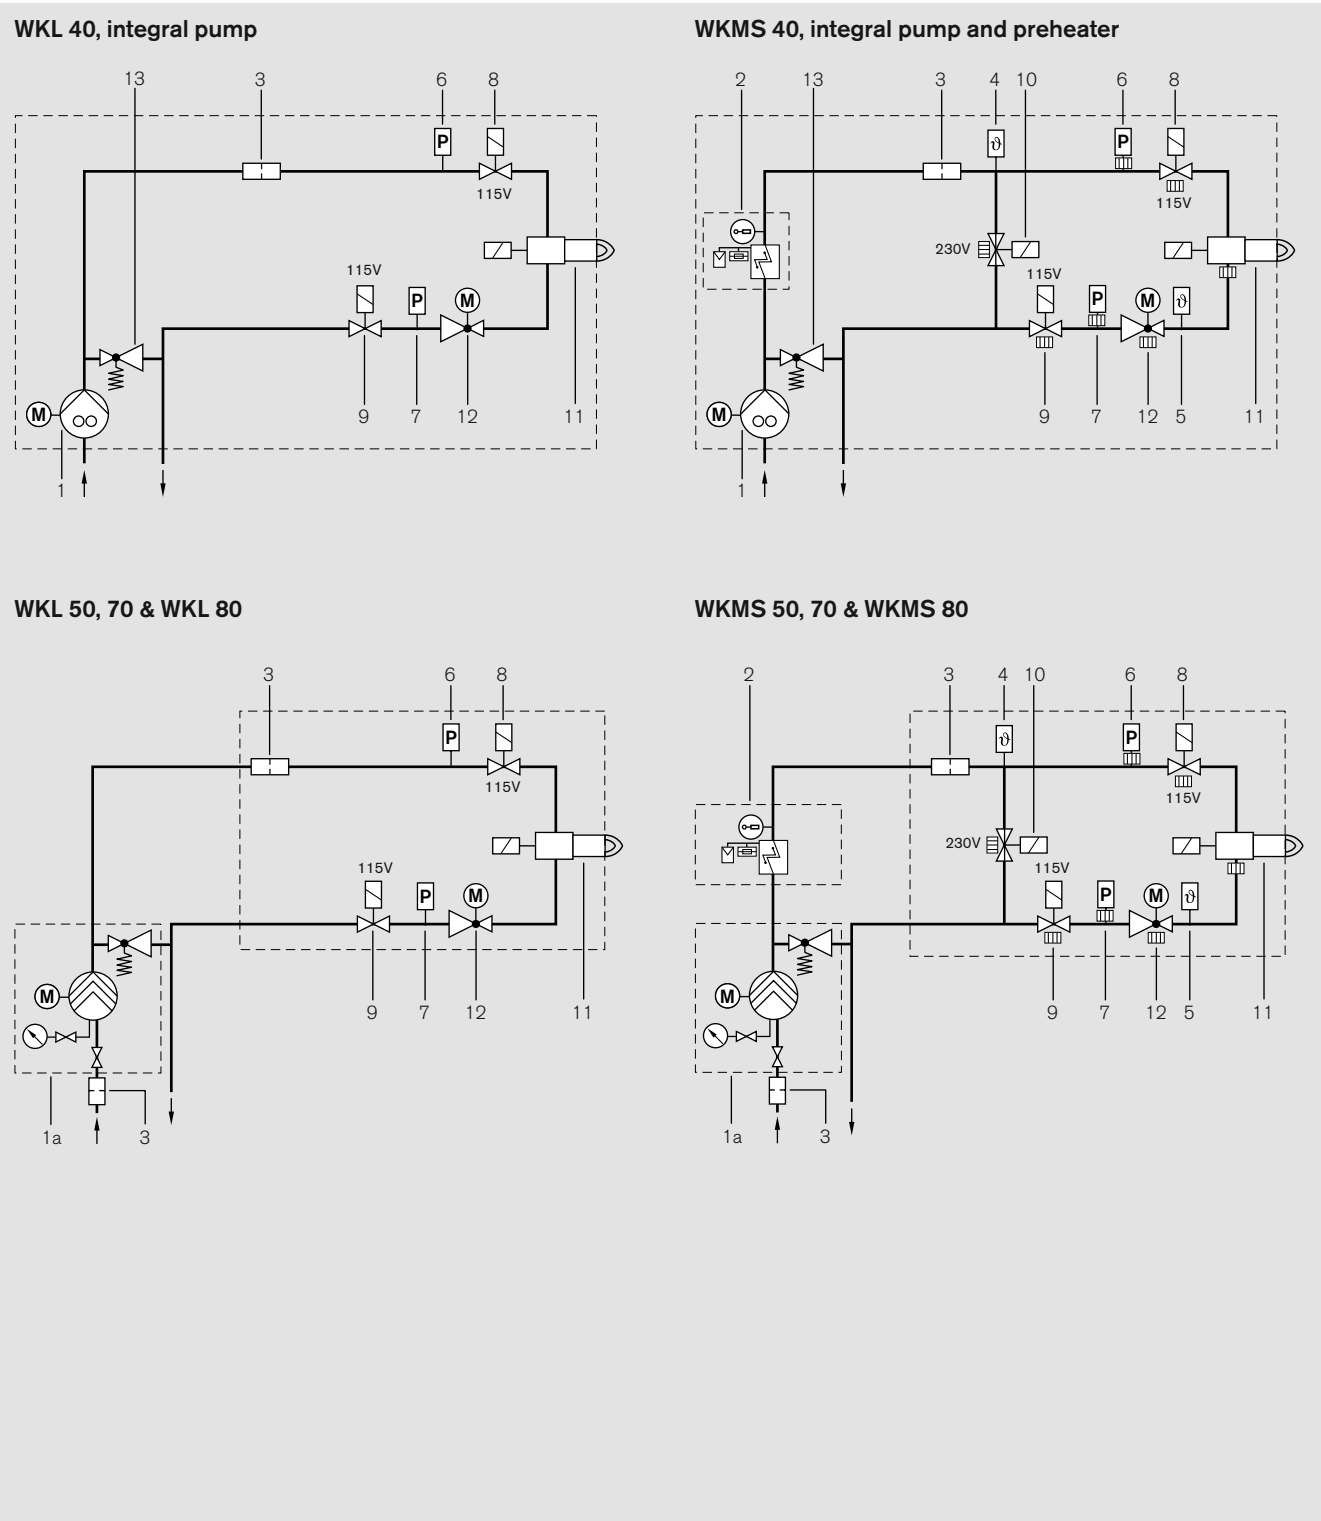 WKL 40, integral pump
13 3 6 8
P
115V
115V
P M
M
9 7 12 11
1
WKMS 40, integral pump and preheater
2 13 3 4 10 6 8
ϑ P
115V
230V
115V
P M ϑ
M
9 7 12 5 11
1
WKL 50, 70 & WKL 80
3 6 8
P
115V
115V
P M
M
9 7 12 11
1a 3
WKMS 50, 70 & WKMS 80
2 3 4 10 6 8
ϑ P
115V
230V
115V
P M ϑ
M
9 7 12 5 11
1a 3